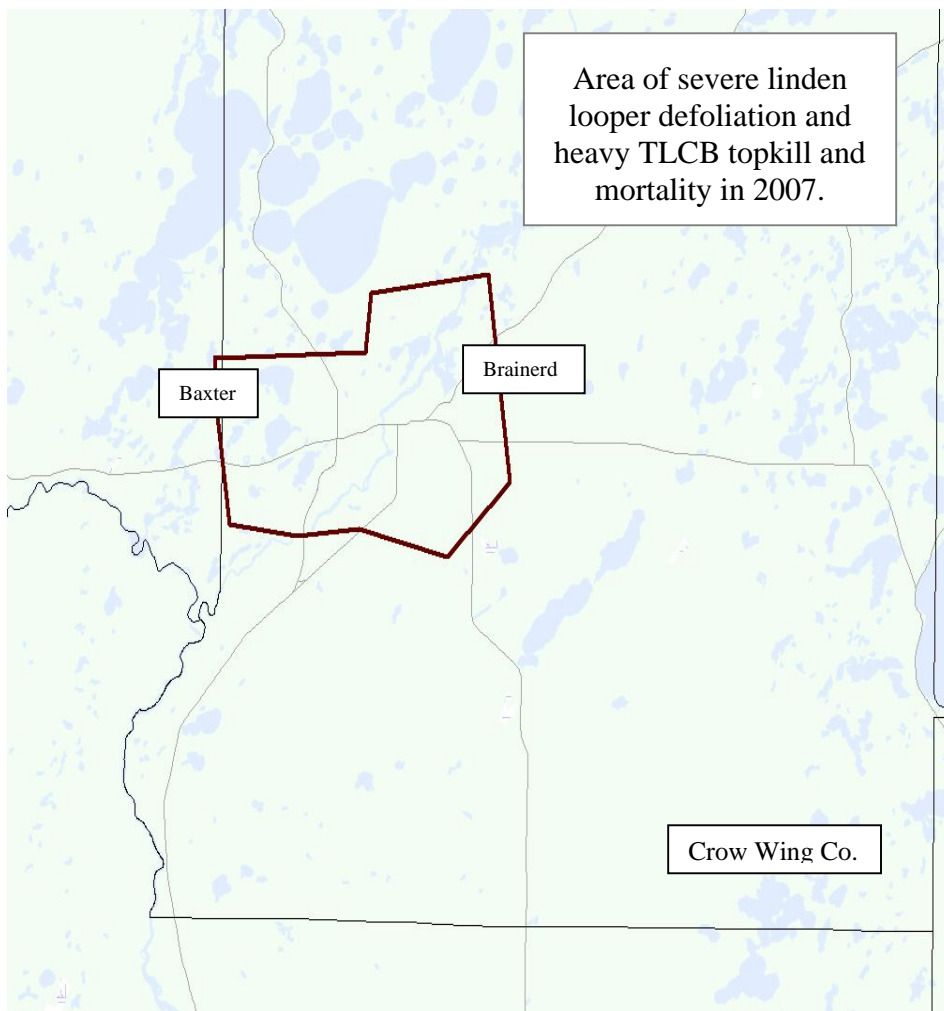 Area of severe linden
looper defoliation and
heavy TLCB topkill and
mortality in 2007.
Brainerd
Baxter
Crow Wing Co.